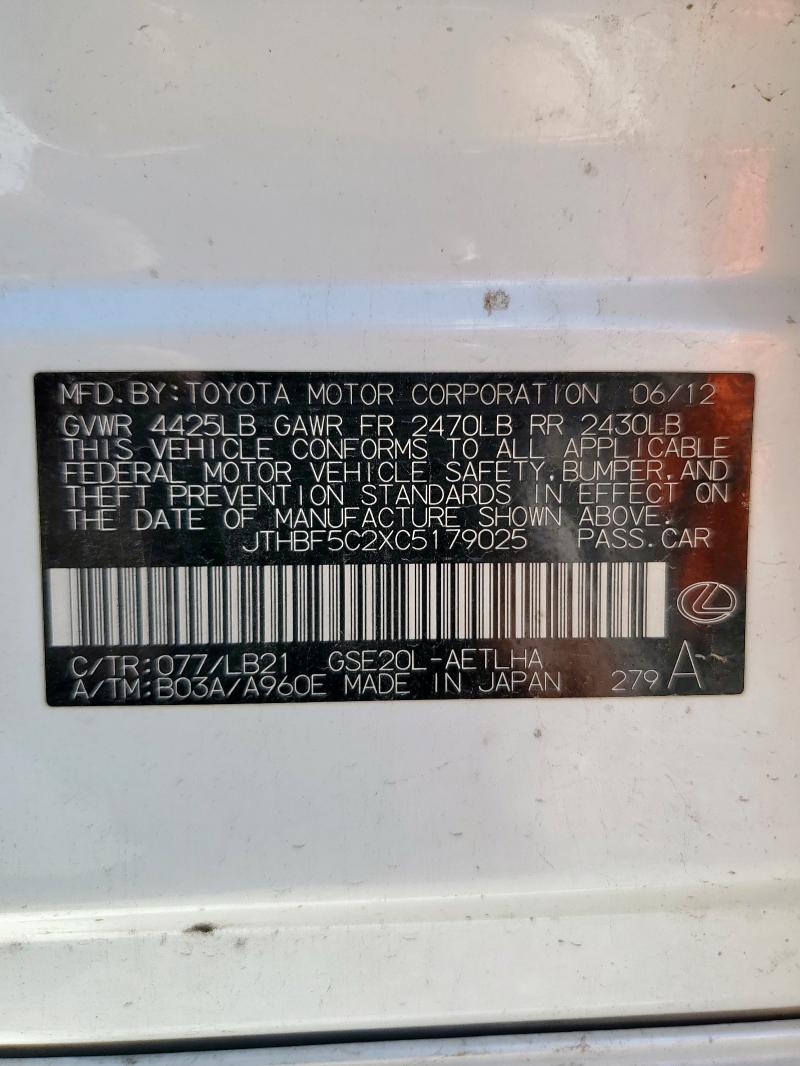 MFD.BY:TOYOTA MOTOR CORPORATION 06/12
GVWR 4425LB GAWR FR 2470LB RR 2430LB
THIS VEHICLE CONFORMS TO ALL APPLICABLE
FEDERAL MOTOR VEHICLE SAFETY,BUMPER,AND
THEFT PREVENTION STANDARDS IN EFFECT ON
THE DATE OF MANUFACTURE SHOWN ABOVE.
JTHBF5C2XC5179025 PASS.CAR
C/TR:077/LB21 GSE20L-AETLHA
A/TM:B03A/A960E MADE IN JAPAN 279 A